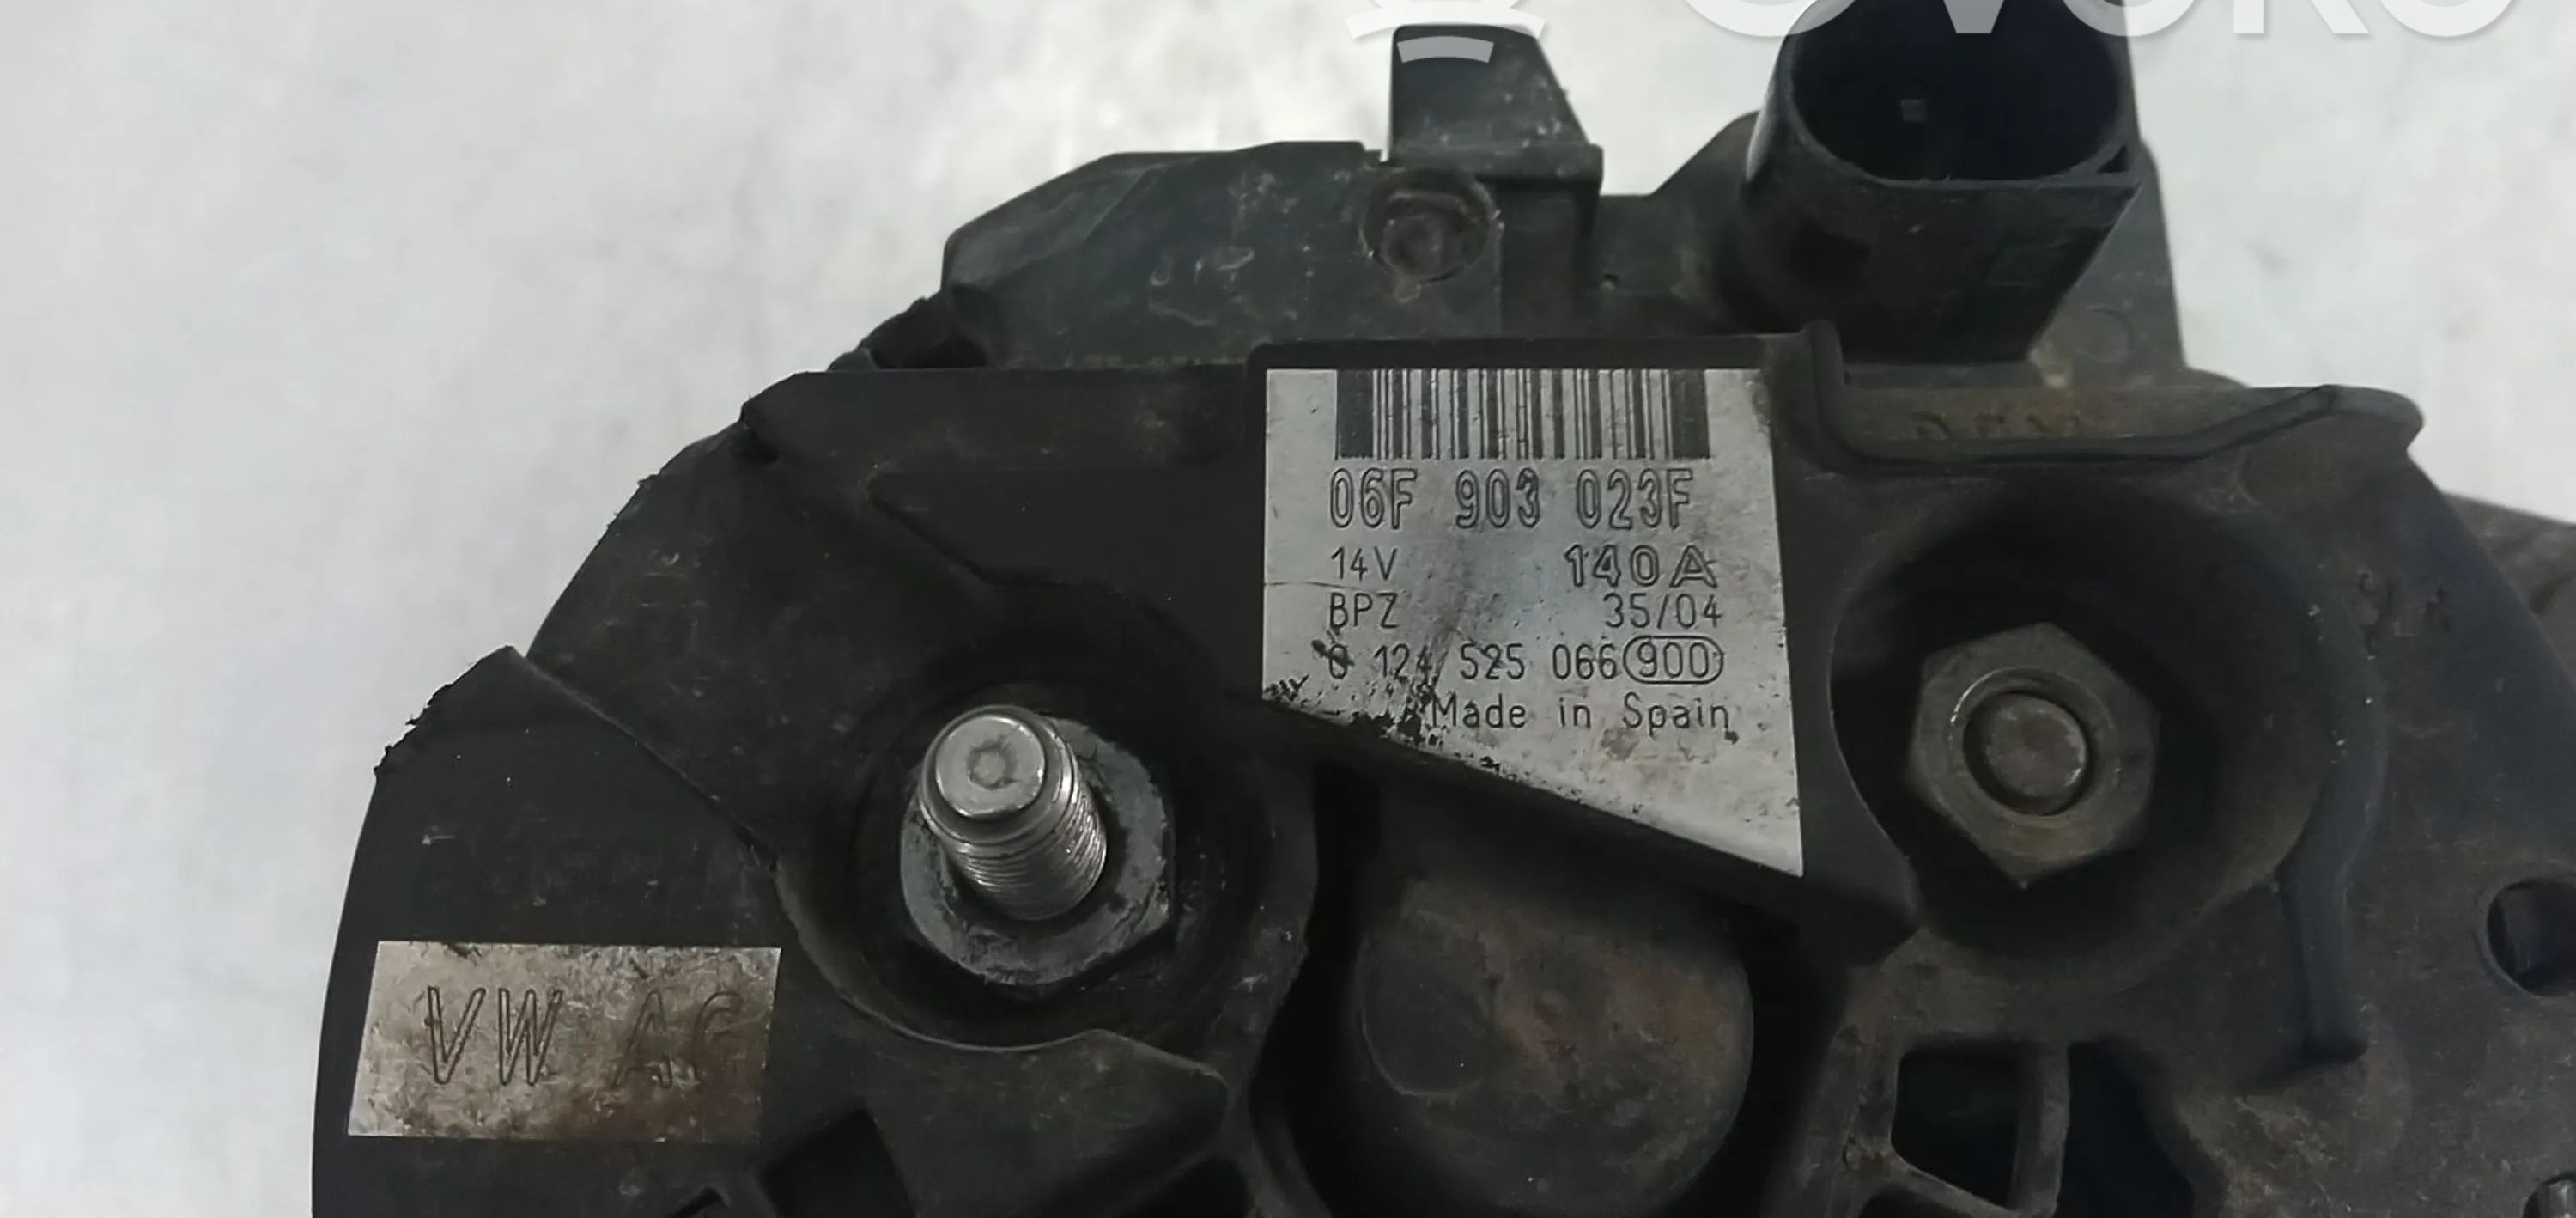 06F 903 023F
14V 140A
BPZ 35/04
0 124 525 066 900
Made in Spain
VW AG